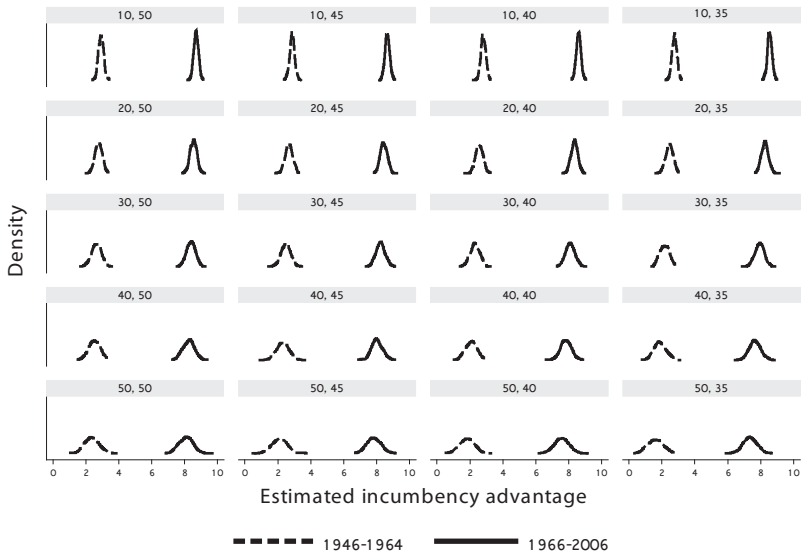 10, 50 10, 45 10, 40 10, 35
20, 50 20, 45 20, 40 20, 35
30, 50 30, 45 30, 40 30, 35
40, 50 40, 45 40, 40 40, 35
50, 50 50, 45 50, 40 50, 35
Density
0 2 4 6 8 10 0 2 4 6 8 10 0 2 4 6 8 10 0 2 4 6 8 10
Estimated incumbency advantage
1946-1964 1966-2006